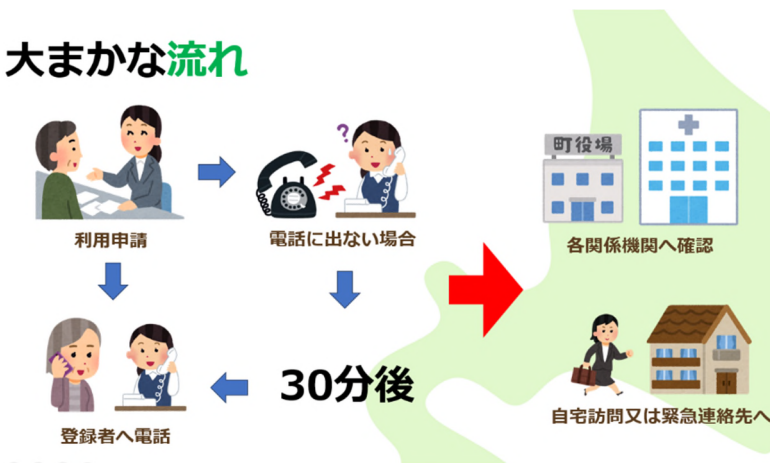 大まかな流れ
利用申請
電話に出ない場合
?
町役場
各関係機関へ確認
登録者へ電話
30分後
自宅訪問又は緊急連絡先へ